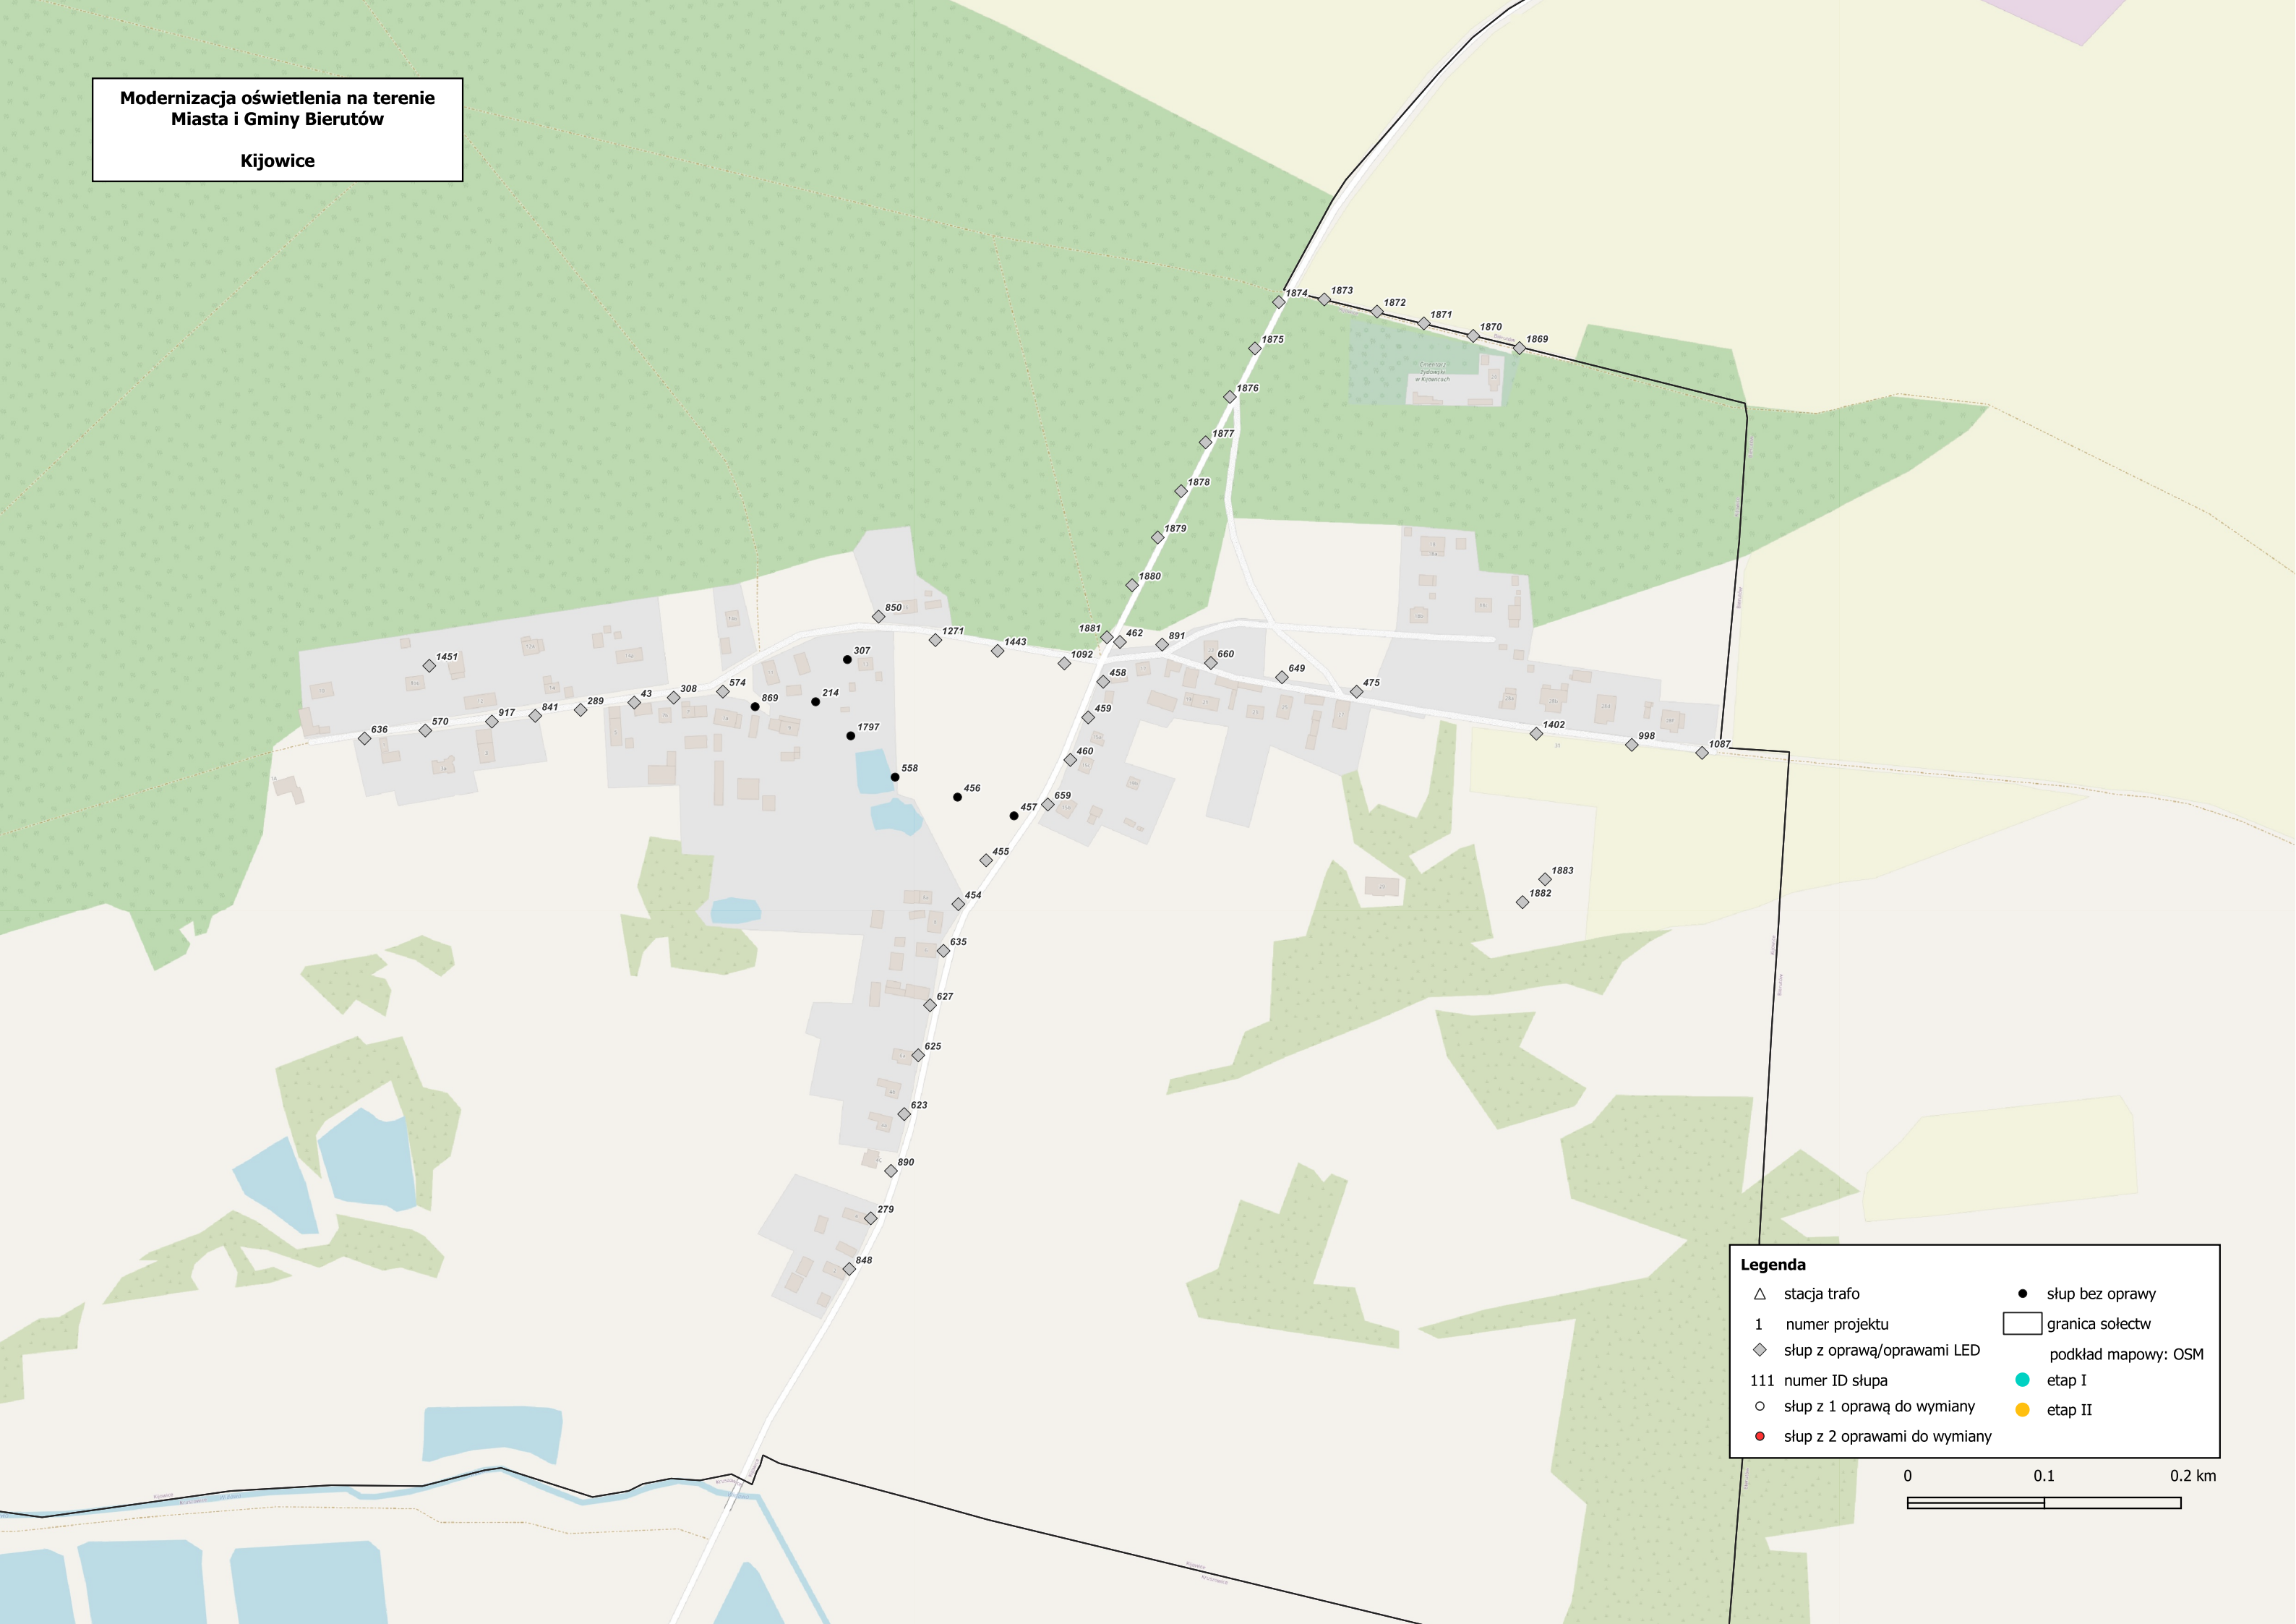 Modernizacja oświetlenia na terenie
Miasta i Gminy Bierutów
Kijowice
1874
1873
1872
1871
1870
1869
1875
1876
1877
1878
1879
1880
Cmentarz
żydowski
w Kijowicach
850
1271
1443
1092
1881
462
891
660
649
475
1451
307
458
574
869
214
459
308
43
289
841
917
570
636
1797
460
1402
998
1087
558
456
457
659
455
454
1883
1882
635
627
625
623
890
279
848
Legenda
stacja trafo
1 numer projektu
słup z oprawą/oprawami LED
111 numer ID słupa
słup z 1 oprawą do wymiany
słup z 2 oprawami do wymiany
słup bez oprawy
granica sołectw
podkład mapowy: OSM
etap I
etap II
0 0.1 0.2 km